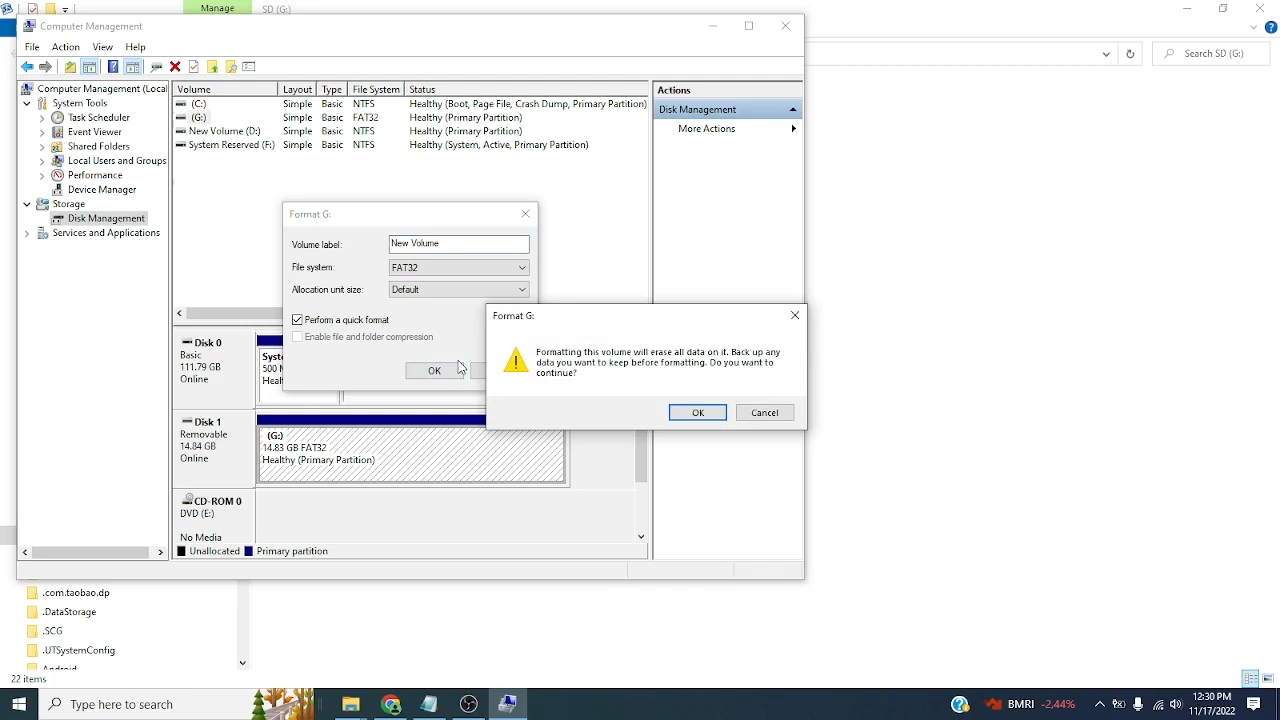 Manage
SD (G:)
Computer Management
File Action View Help
Search SD (G:)
Computer Management (Local
System Tools
Task Scheduler
Event Viewer
Shared Folders
Local Users and Groups
Performance
Device Manager
Storage
Disk Management
Services and Applications
Volume Layout Type File System Status
(C:) Simple Basic NTFS Healthy (Boot, Page File, Crash Dump, Primary Partition)
(G:) Simple Basic FAT32 Healthy (Primary Partition)
New Volume (D:) Simple Basic NTFS Healthy (Primary Partition)
System Reserved (F:) Simple Basic NTFS Healthy (System, Active, Primary Partition)
Actions
Disk Management
More Actions
Format G:
Volume label: New Volume
File system: FAT32
Allocation unit size: Default
Perform a quick format
Enable file and folder compression
OK
Format G:
Formatting this volume will erase all data on it. Back up any
data you want to keep before formatting. Do you want to
continue?
OK Cancel
Disk 0
Basic
111.79 GB
Online
Syst
500 M
Heal
Disk 1
Removable
14.84 GB
Online
(G:)
14.83 GB FAT32
Healthy (Primary Partition)
CD-ROM 0
DVD (E:)
No Media
Unallocated Primary partition
.com.taobao.dp
.DataStorage
.SCG
.UTSystemConfig
Android
22 items
Type here to search
BMRI -2,44%
12:30 PM
11/17/2022